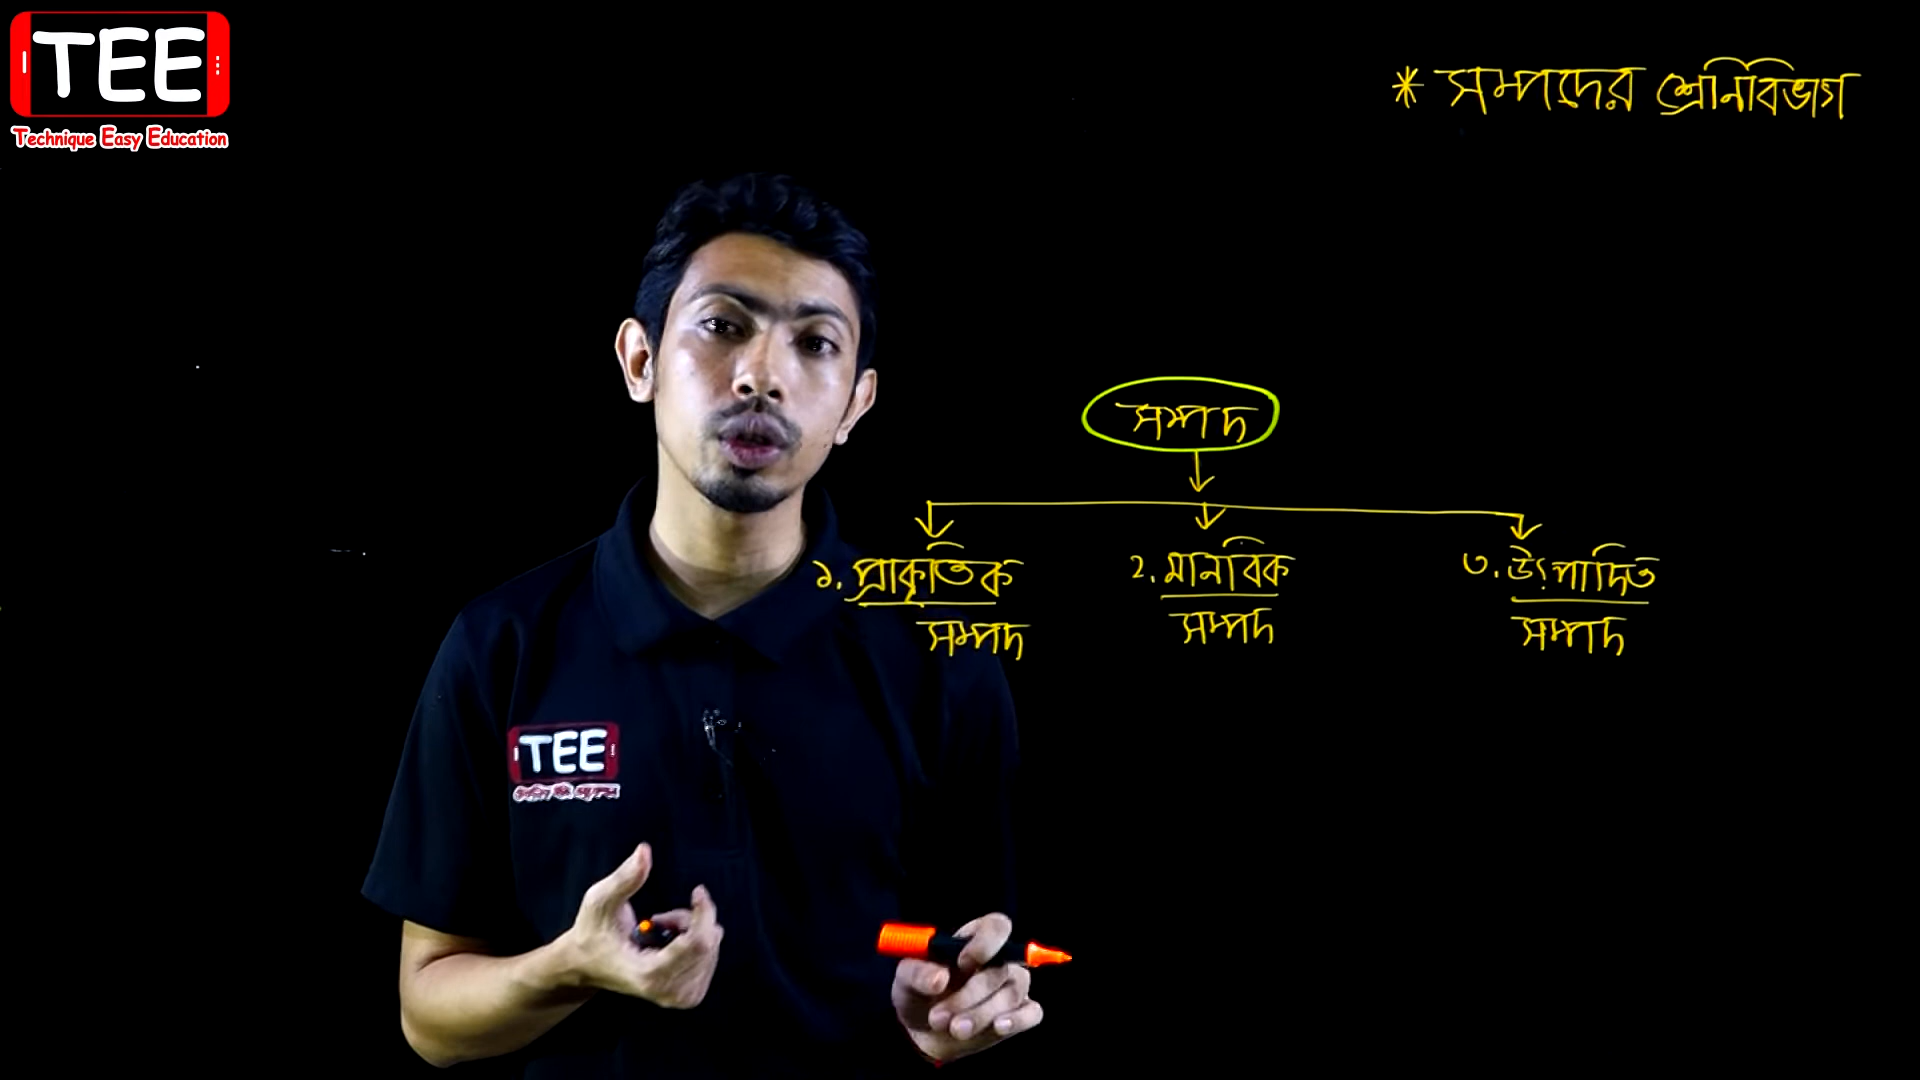 TEE
Technique Easy Education
* সম্পদের শ্রেনিবিভাগ
সম্পদ
১. প্রাকৃতিক সম্পদ
২. মানবিক সম্পদ
৩. উৎপাদিত সম্পদ
TEE